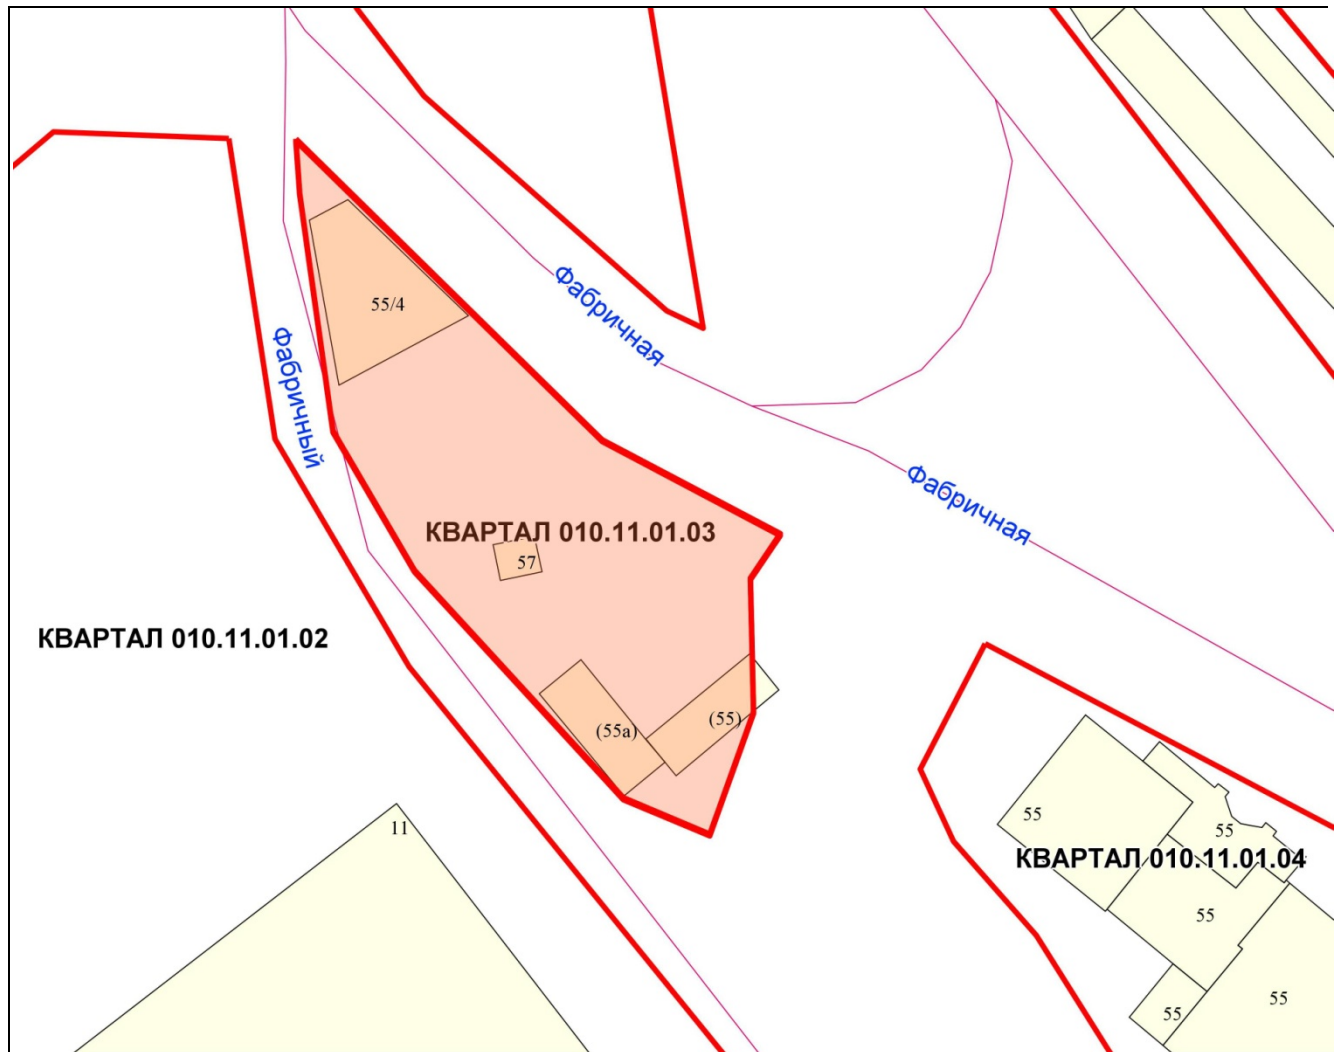 55/4
Фабричная
Фабричный
Фабричная
КВАРТАЛ 010.11.01.03
57
КВАРТАЛ 010.11.01.02
(55)
(55а)
11
55
55
КВАРТАЛ 010.11.01.04
55
55
55